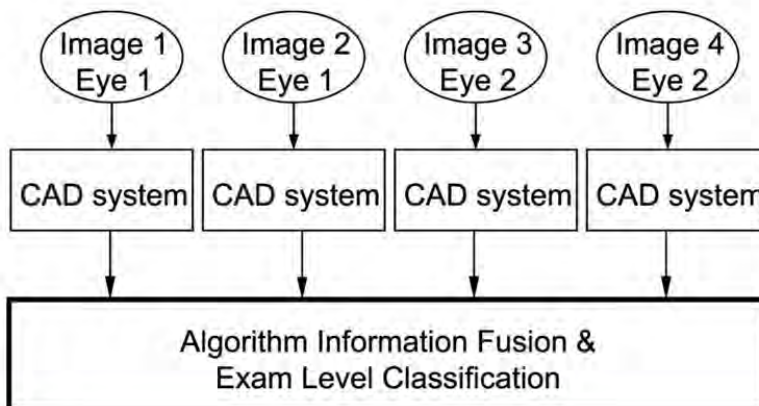 Image 1
Eye 1
Image 2
Eye 1
Image 3
Eye 2
Image 4
Eye 2
CAD system
CAD system
CAD system
CAD system
Algorithm Information Fusion &
Exam Level Classification